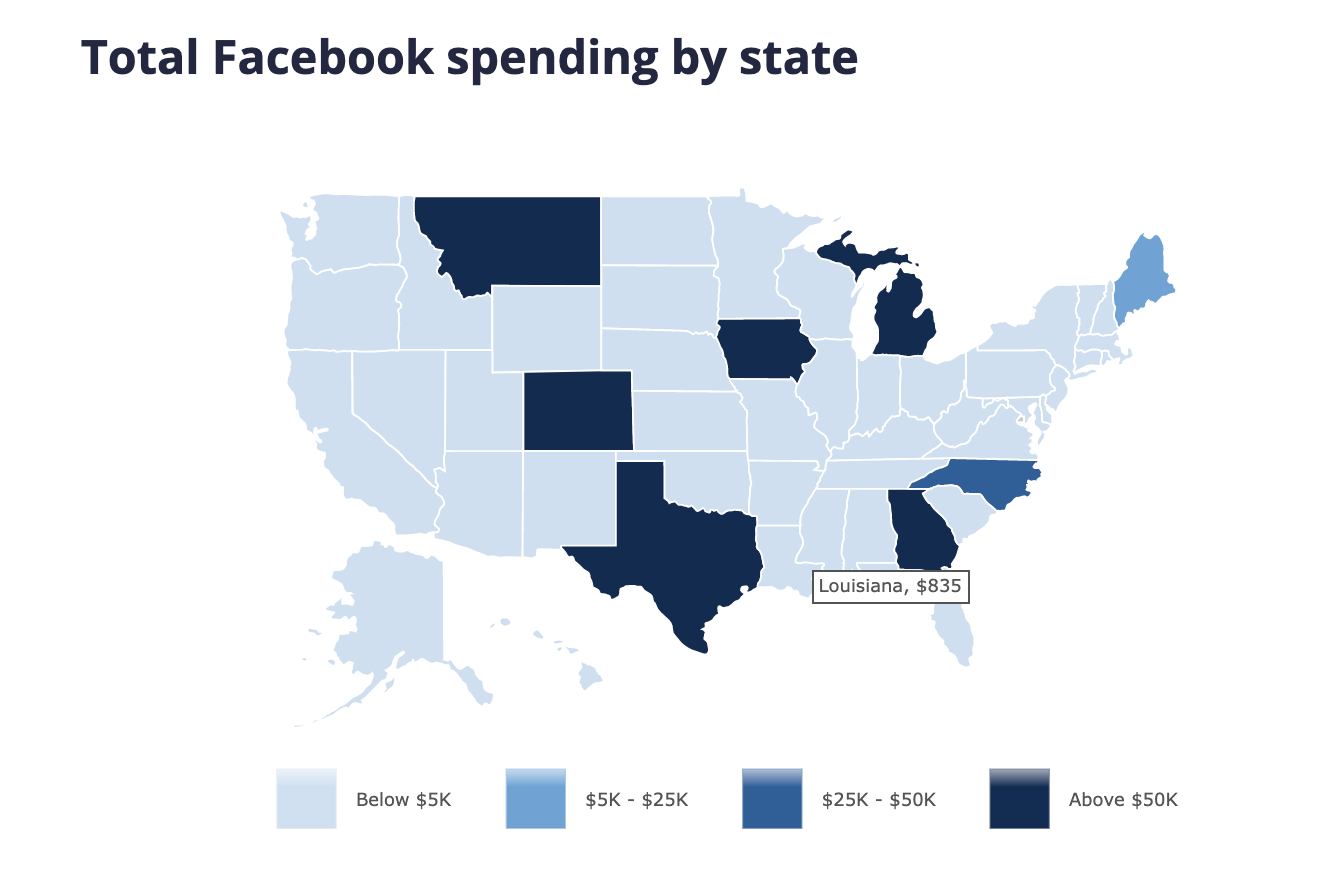 Total Facebook spending by state
Louisiana, $835
Below $5K
$5K - $25K
$25K - $50K
Above $50K